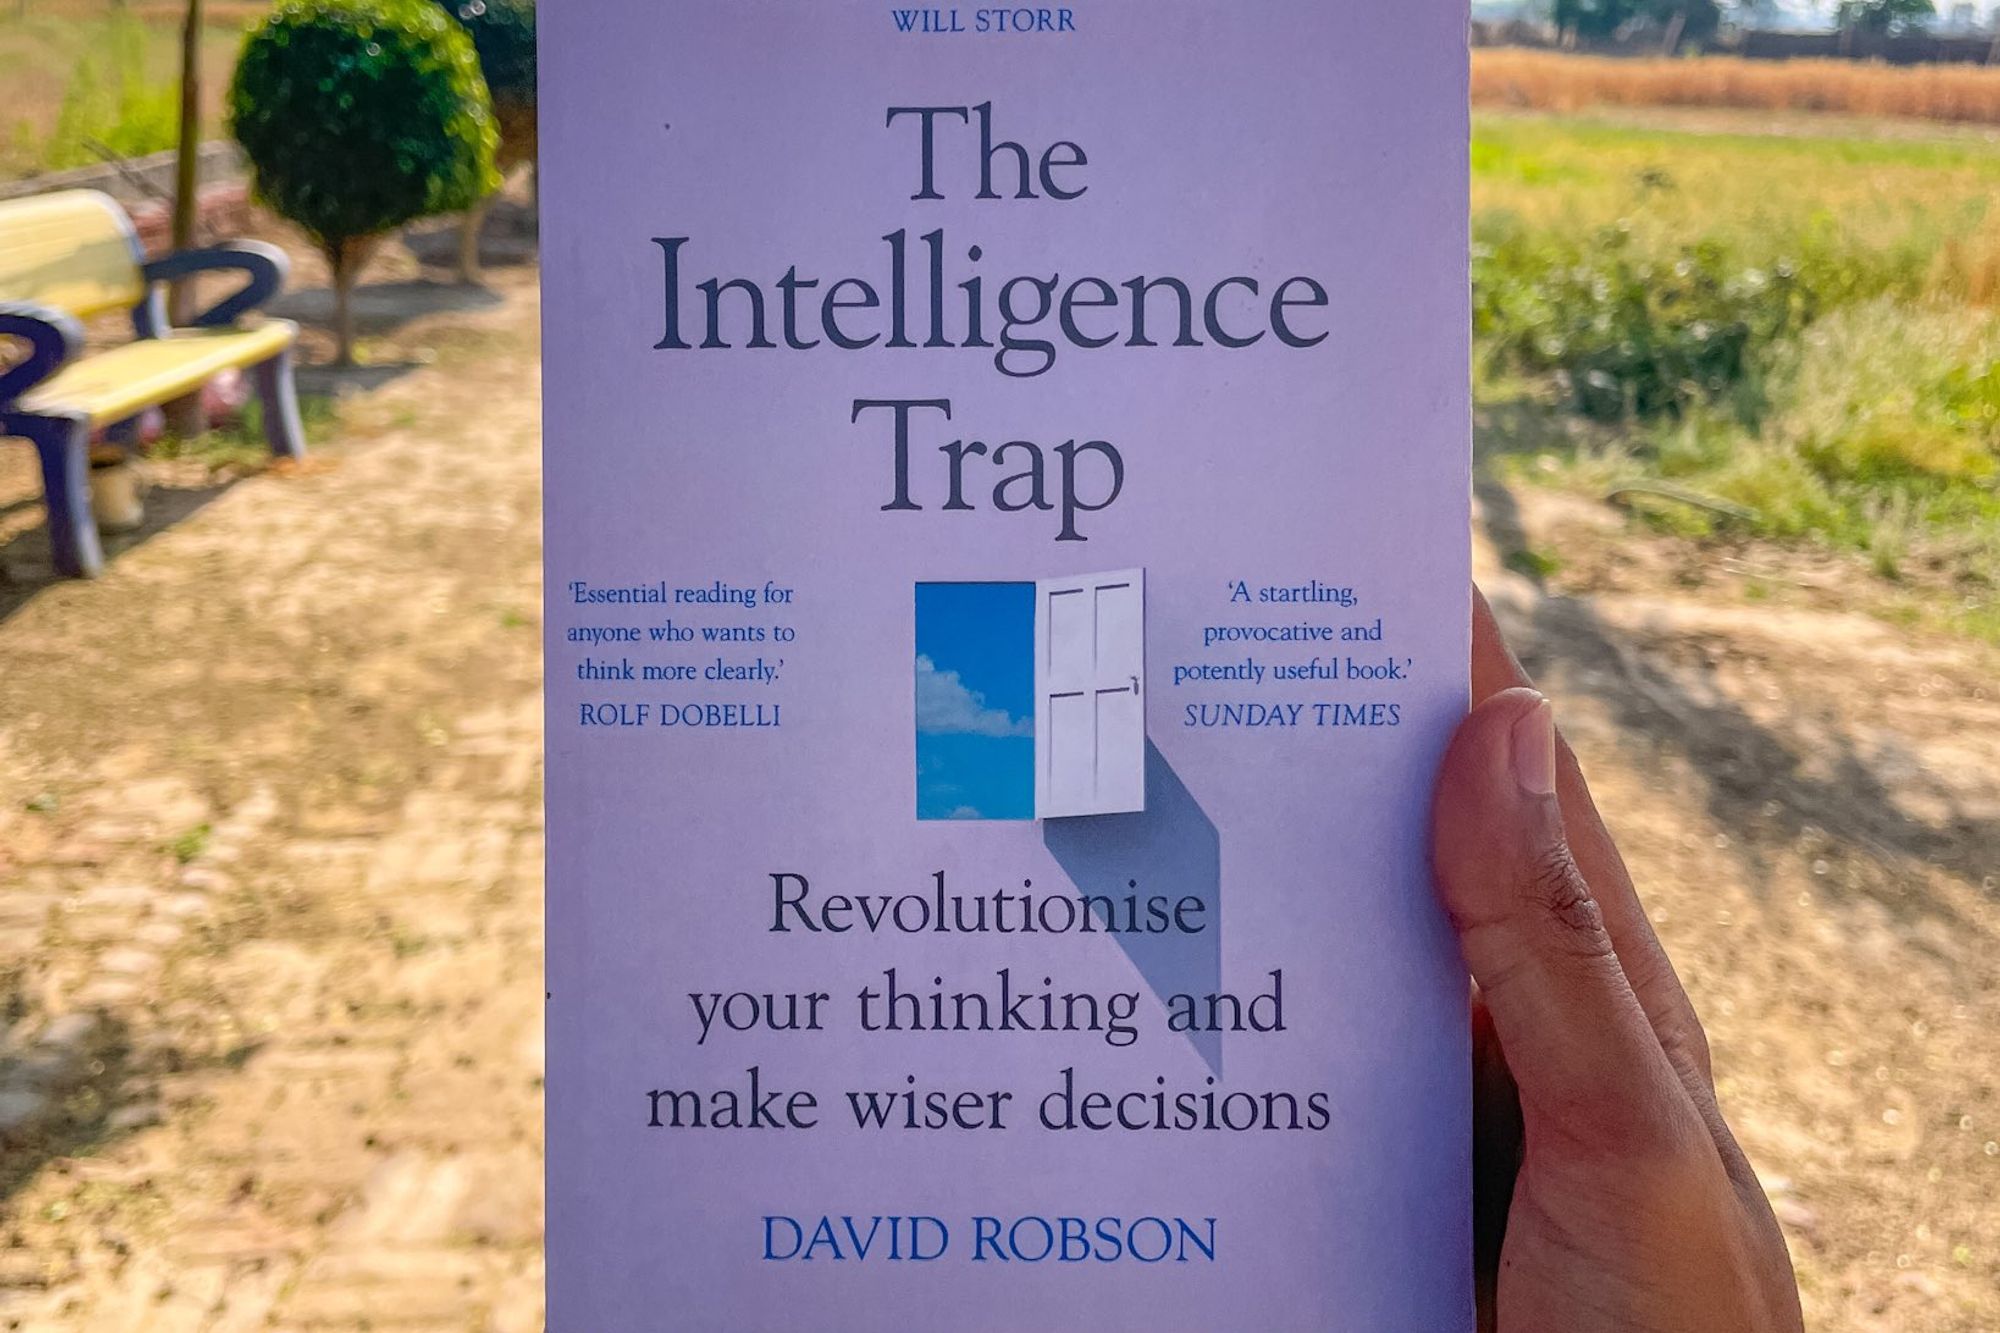 WILL STORR
The
Intelligence
Trap
‘Essential reading for
anyone who wants to
think more clearly.’
ROLF DOBELLI
‘A startling,
provocative and
potently useful book.’
SUNDAY TIMES
Revolutionise
your thinking and
make wiser decisions
DAVID ROBSON